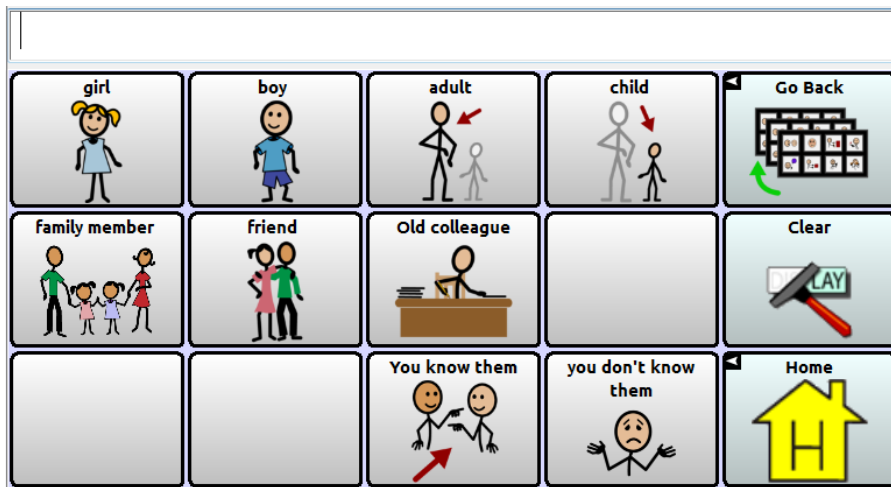 girl
boy
adult
child
Go Back
family member
friend
Old colleague
Clear
DISPLAY
You know them
you don't know
them
Home
H